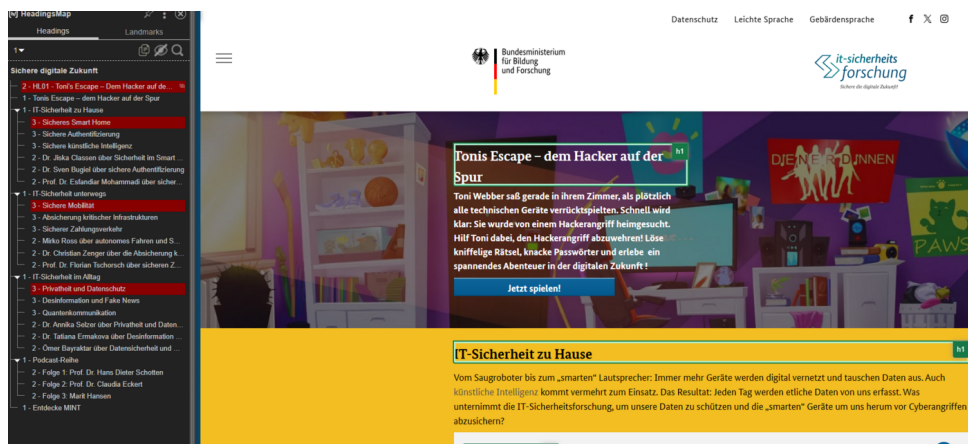 HeadingsMap
Headings
Landmarks
1
Sichere digitale Zukunft
2 - HL01 - Toni's Escape – Dem Hacker auf de...
1 - Tonis Escape – dem Hacker auf der Spur
1 - IT-Sicherheit zu Hause
3 - Sicheres Smart Home
3 - Sichere Authentifizierung
3 - Sichere künstliche Intelligenz
2 - Dr. Jiska Classen über Sicherheit im Smart ...
2 - Dr. Sven Bugiel über sichere Authentifizierung
2 - Prof. Dr. Esfandiar Mohammadi über sicher...
1 - IT-Sicherheit unterwegs
3 - Sichere Mobilität
3 - Absicherung kritischer Infrastrukturen
3 - Sicherer Zahlungsverkehr
2 - Mirko Ross über autonomes Fahren und S...
2 - Dr. Christian Zenger über die Absicherung k...
2 - Prof. Dr. Florian Tschorsch über sicheren Z...
1 - IT-Sicherheit im Alltag
3 - Privatheit und Datenschutz
3 - Desinformation und Fake News
3 - Quantenkommunikation
2 - Dr. Annika Selzer über Privatheit und Daten...
2 - Dr. Tatiana Ermakova über Desinformation ...
2 - Ömer Bayraktar über Datensicherheit und ...
1 - Podcast-Reihe
2 - Folge 1: Prof. Dr. Hans Dieter Schotten
2 - Folge 2: Prof. Dr. Claudia Eckert
2 - Folge 3: Marit Hansen
1 - Entdecke MINT
Datenschutz Leichte Sprache Gebärdensprache
Bundesministerium
für Bildung
und Forschung
it-sicherheits
forschung
Sichere die digitale Zukunft!
Tonis Escape – dem Hacker auf der
Spur
h1
Toni Webber saß gerade in ihrem Zimmer, als plötzlich
alle technischen Geräte verrücktspielten. Schnell wird
klar: Sie wurde von einem Hackerangriff heimgesucht.
Hilf Toni dabei, den Hackerangriff abzuwehren! Löse
kniffelige Rätsel, knacke Passwörter und erlebe ein
spannendes Abenteuer in der digitalen Zukunft !
Jetzt spielen!
DIE NERDINNEN
PAWS
IT-Sicherheit zu Hause
h1
Vom Saugroboter bis zum „smarten“ Lautsprecher: Immer mehr Geräte werden digital vernetzt und tauschen Daten aus. Auch
künstliche Intelligenz kommt vermehrt zum Einsatz. Das Resultat: Jeden Tag werden etliche Daten von uns erfasst. Was
unternimmt die IT-Sicherheitsforschung, um unsere Daten zu schützen und die „smarten“ Geräte um uns herum vor Cyberangriffen
abzusichern?